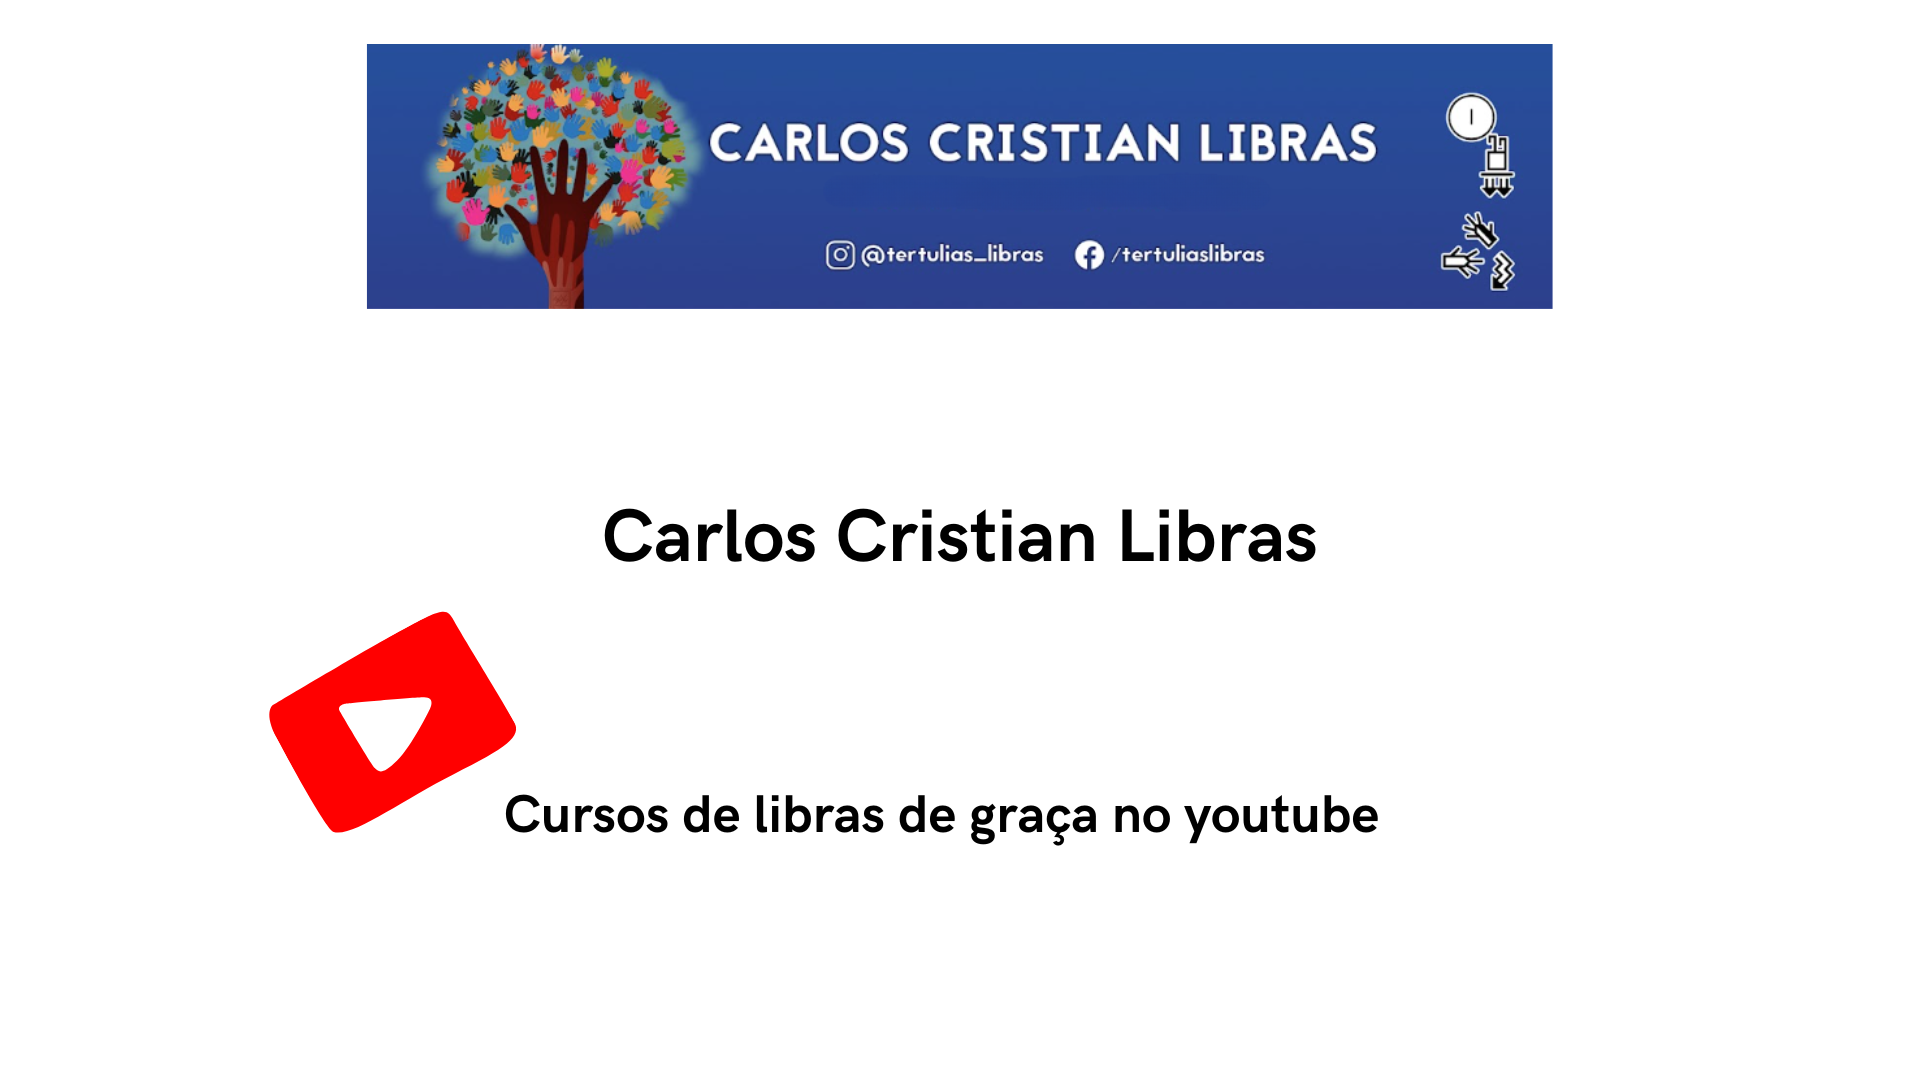 CARLOS CRISTIAN LIBRAS
@tertulias_libras /tertuliaslibras
Carlos Cristian Libras
Cursos de libras de graça no youtube